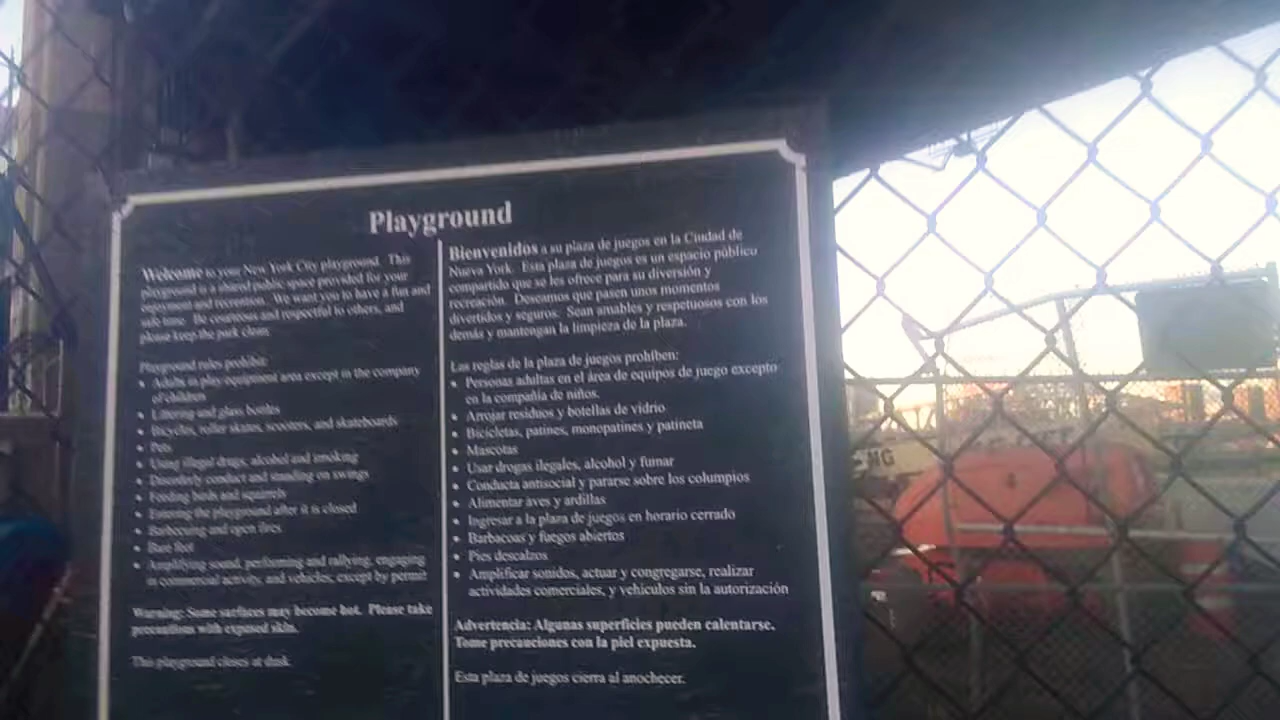 Playground
Welcome to your New York City playground. This
playground is a shared public space provided for your
enjoyment and recreation. We want you to have a fun and
safe time. Be courteous and respectful to others, and
please keep the park clean.
Playground rules prohibit:
• Adults in play equipment area except in the company
of children
• Littering and glass bottles
• Bicycles, roller skates, scooters, and skateboards
• Pets
• Using illegal drugs, alcohol and smoking
• Disorderly conduct and standing on swings
• Feeding birds and squirrels
• Entering the playground after it is closed
• Barbecuing and open fires
• Bare feet
• Amplifying sound, performing and rallying, engaging
in commercial activity, and vehicles, except by permit
Warning: Some surfaces may become hot. Please take
precautions with exposed skin.
This playground closes at dusk.
Bienvenidos a su plaza de juegos en la Ciudad de
Nueva York. Esta plaza de juegos es un espacio público
compartido que se les ofrece para su diversión y
recreación. Deseamos que pasen unos momentos
divertidos y seguros. Sean amables y respetuosos con los
demás y mantengan la limpieza de la plaza.
Las reglas de la plaza de juegos prohíben:
• Personas adultas en el área de equipos de juego excepto
en la compañía de niños.
• Arrojar residuos y botellas de vidrio
• Bicicletas, patines, monopatines y patineta
• Mascotas
• Usar drogas ilegales, alcohol y fumar
• Conducta antisocial y pararse sobre los columpios
• Alimentar aves y ardillas
• Ingresar a la plaza de juegos en horario cerrado
• Barbacoas y fuegos abiertos
• Pies descalzos
• Amplificar sonidos, actuar y congregarse, realizar
actividades comerciales, y vehículos sin la autorización
Advertencia: Algunas superficies pueden calentarse.
Tome precauciones con la piel expuesta.
Esta plaza de juegos cierra al anochecer.